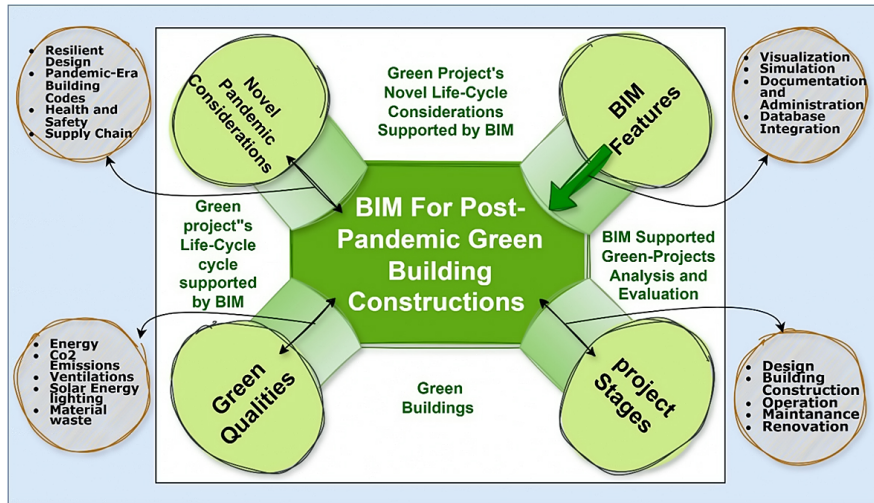 • Resilient
Design
• Pandemic-Era
Building
Codes
• Health and
Safety
• Supply Chain
Novel
Pandemic
Considerations
Green Project's
Novel Life-Cycle
Considerations
Supported by BIM
BIM
Features
• Visualization
• Simulation
• Documentation
and
Administration
• Database
Integration
Green
project"s
Life-Cycle
cycle
supported
by BIM
BIM For Post-
Pandemic Green
Building
Constructions
BIM Supported
Green-Projects
Analysis and
Evaluation
• Energy
• Co2
Emissions
• Ventilations
• Solar Energy
lighting
• Material
waste
Green
Qualities
Green
Buildings
project
Stages
• Design
• Building
Construction
• Operation
• Maintanance
• Renovation